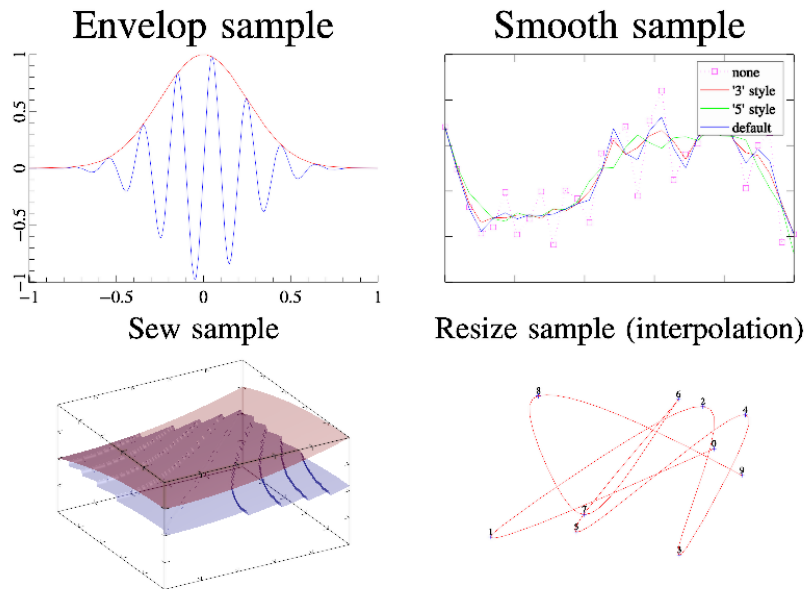 Envelop sample
Smooth sample
1
0.5
0
−0.5
−1
−1 −0.5 0 0.5 1
none
'3' style
'5' style
default
Sew sample
Resize sample (interpolation)
8
6
2
4
0
9
7
5
1
3